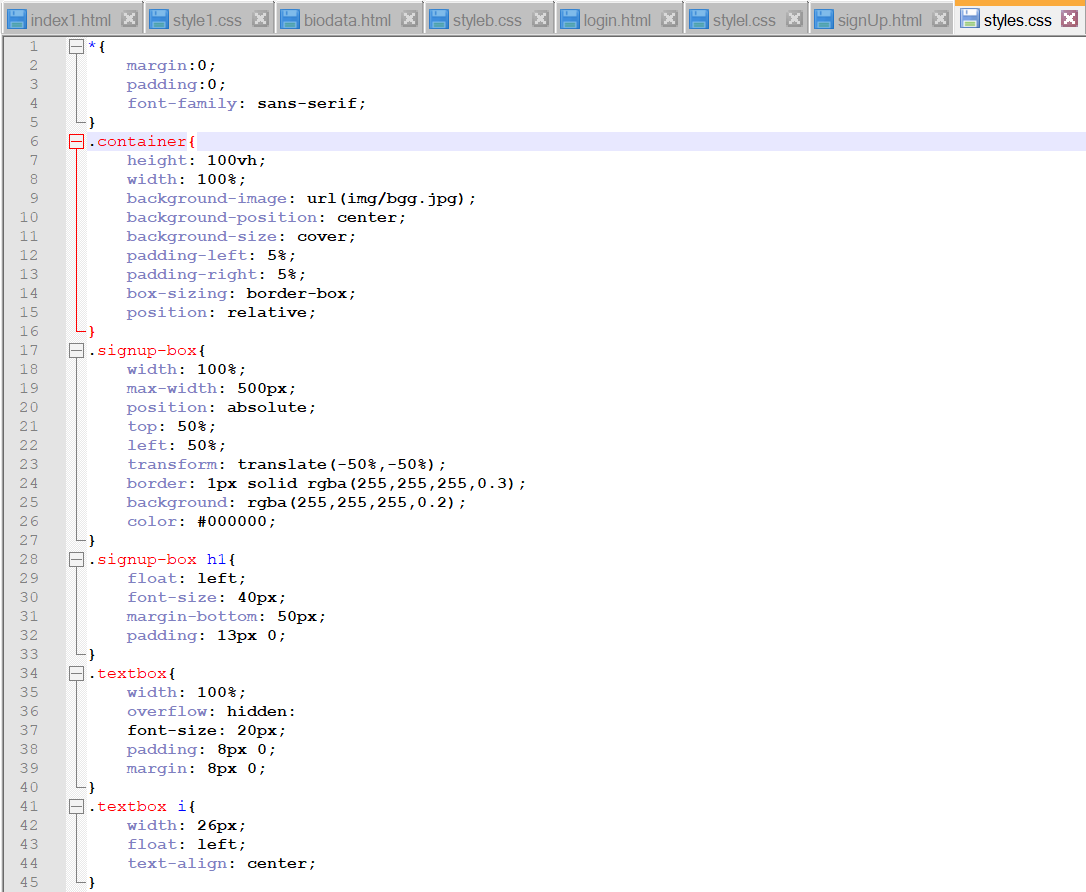 index1.html style1.css biodata.html styleb.css login.html stylel.css signUp.html styles.css
1 *{
2 margin:0;
3 padding:0;
4 font-family: sans-serif;
5 }
6 .container{
7 height: 100vh;
8 width: 100%;
9 background-image: url(img/bgg.jpg);
10 background-position: center;
11 background-size: cover;
12 padding-left: 5%;
13 padding-right: 5%;
14 box-sizing: border-box;
15 position: relative;
16 }
17 .signup-box{
18 width: 100%;
19 max-width: 500px;
20 position: absolute;
21 top: 50%;
22 left: 50%;
23 transform: translate(-50%,-50%);
24 border: 1px solid rgba(255,255,255,0.3);
25 background: rgba(255,255,255,0.2);
26 color: #000000;
27 }
28 .signup-box h1{
29 float: left;
30 font-size: 40px;
31 margin-bottom: 50px;
32 padding: 13px 0;
33 }
34 .textbox{
35 width: 100%;
36 overflow: hidden:
37 font-size: 20px;
38 padding: 8px 0;
39 margin: 8px 0;
40 }
41 .textbox i{
42 width: 26px;
43 float: left;
44 text-align: center;
45 }